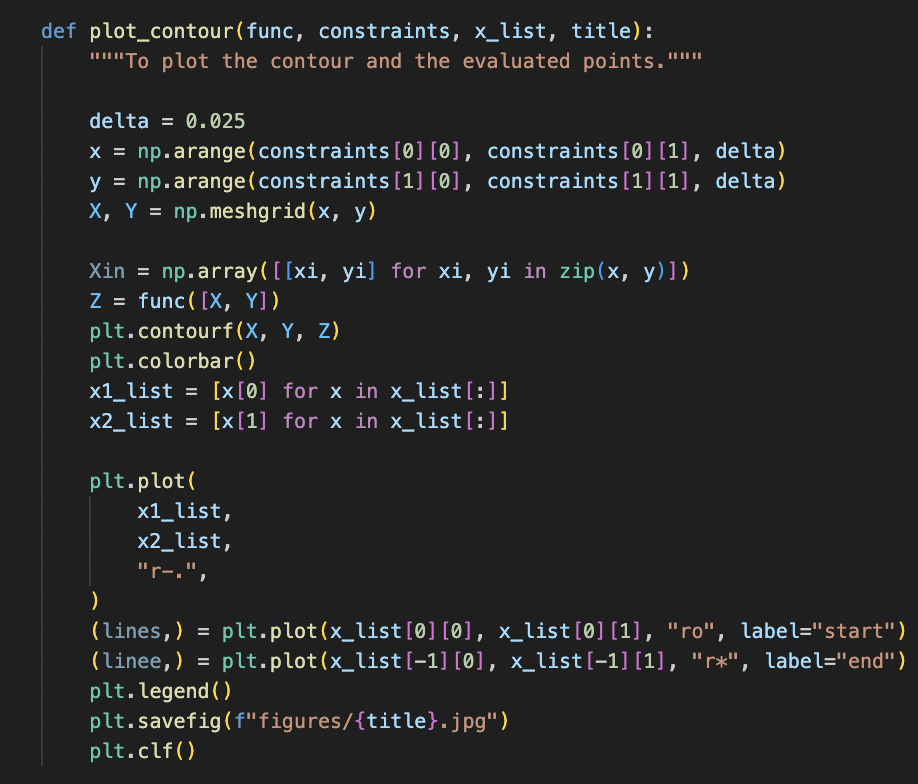 def plot_contour(func, constraints, x_list, title):
    """To plot the contour and the evaluated points."""
    delta = 0.025
    x = np.arange(constraints[0][0], constraints[0][1], delta)
    y = np.arange(constraints[1][0], constraints[1][1], delta)
    X, Y = np.meshgrid(x, y)
    Xin = np.array([[xi, yi] for xi, yi in zip(x, y)])
    Z = func([X, Y])
    plt.contourf(X, Y, Z)
    plt.colorbar()
    x1_list = [x[0] for x in x_list[:]]
    x2_list = [x[1] for x in x_list[:]]
    plt.plot(
        x1_list,
        x2_list,
        "r-.",
    )
    (lines,) = plt.plot(x_list[0][0], x_list[0][1], "ro", label="start")
    (linee,) = plt.plot(x_list[-1][0], x_list[-1][1], "r*", label="end")
    plt.legend()
    plt.savefig(f"figures/{title}.jpg")
    plt.clf()